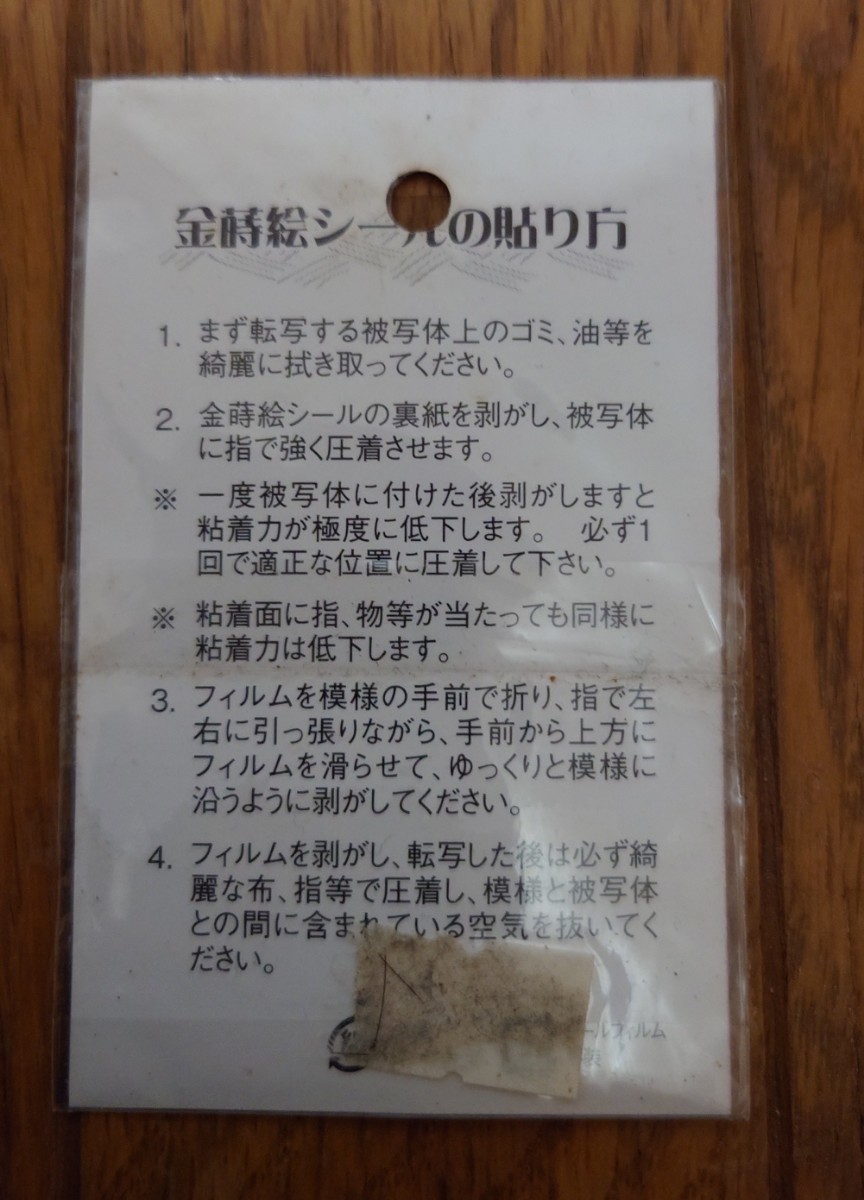 金蒔絵シールの貼り方
1. まず転写する被写体上のゴミ、油等を
綺麗に拭き取ってください。
2. 金蒔絵シールの裏紙を剥がし、被写体
に指で強く圧着させます。
※ 一度被写体に付けた後剥がしますと
粘着力が極度に低下します。 必ず1
回で適正な位置に圧着して下さい。
※ 粘着面に指、物等が当たっても同様に
粘着力は低下します。
3. フィルムを模様の手前で折り、指で左
右に引っ張りながら、手前から上方に
フィルムを滑らせて、ゆっくりと模様に
沿うように剥がしてください。
4. フィルムを剥がし、転写した後は必ず綺
麗な布、指等で圧着し、模様と被写体
との間に含まれている空気を抜いてく
ださい。
ールフィルム